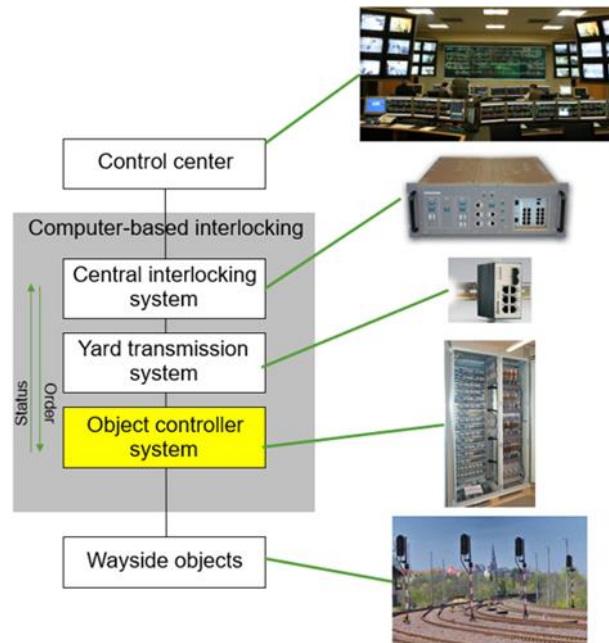 Control center
Computer-based interlocking
Central interlocking
system
Yard transmission
system
Object controller
system
Status
Order
Wayside objects